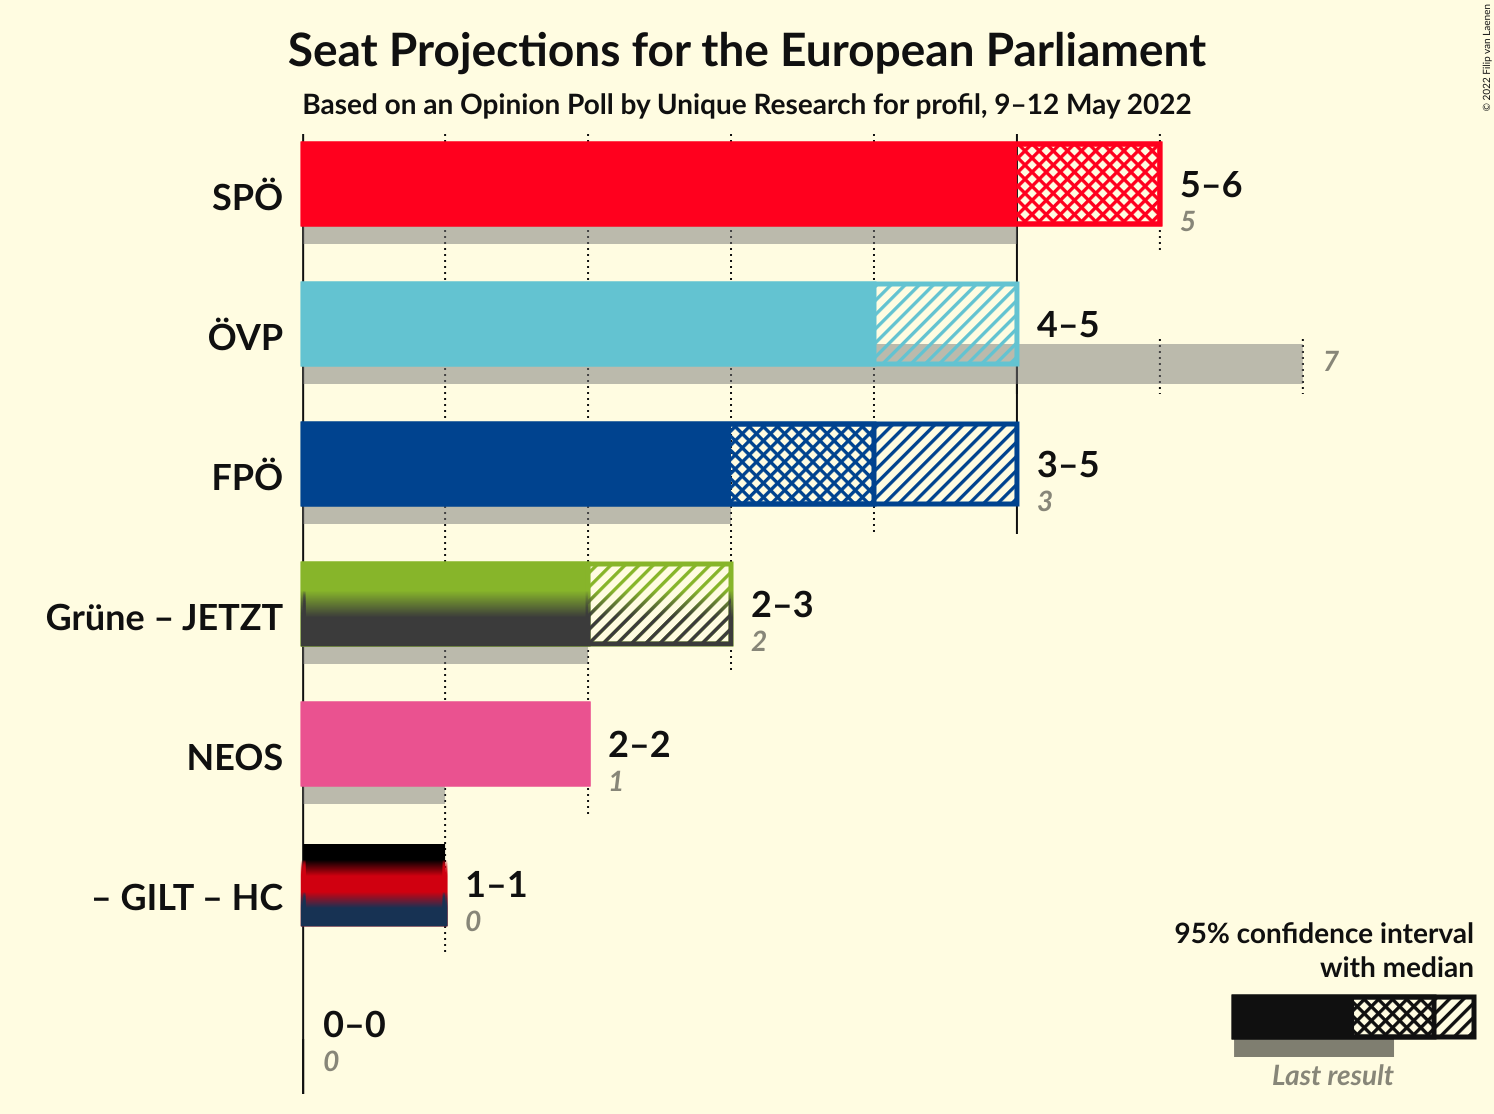 Seat Projections for the European Parliament
Based on an Opinion Poll by Unique Research for profil, 9–12 May 2022
© 2022 Filip van Laenen
SPÖ
5–6
5
ÖVP
4–5
7
FPÖ
3–5
3
Grüne – JETZT
2–3
2
NEOS
2–2
1
– GILT – HC
1–1
0
0–0
0
95% confidence interval
with median
Last result